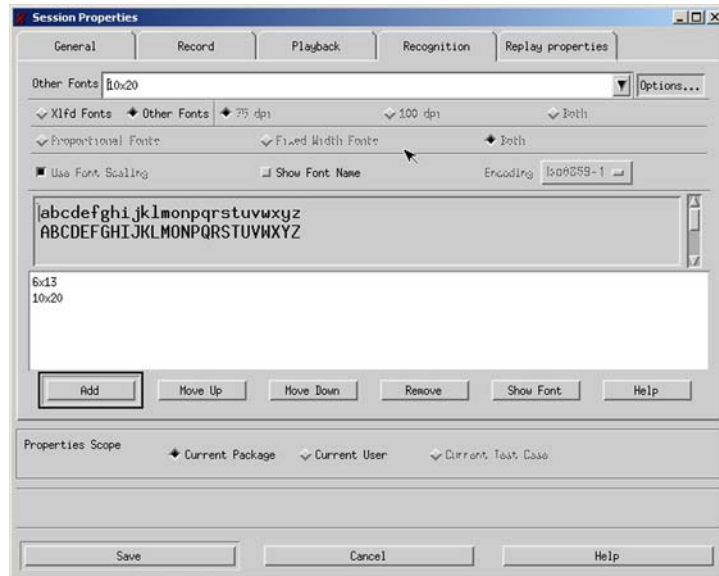 Session Properties
General Record Playback Recognition Replay properties
Other Fonts 10x20 Options...
Xlfd Fonts Other Fonts 75 dpi 100 dpi Both
Proportional Fonts Fixed Width Fonts Both
Use Font Scaling Show Font Name Encoding iso8859-1
abcdefghijklmonpqrstuvwxyz
ABCDEFGHIJKLMONPQRSTUVWXYZ
6x13
10x20
Add Move Up Move Down Remove Show Font Help
Properties Scope Current Package Current User Current Test Case
Save Cancel Help